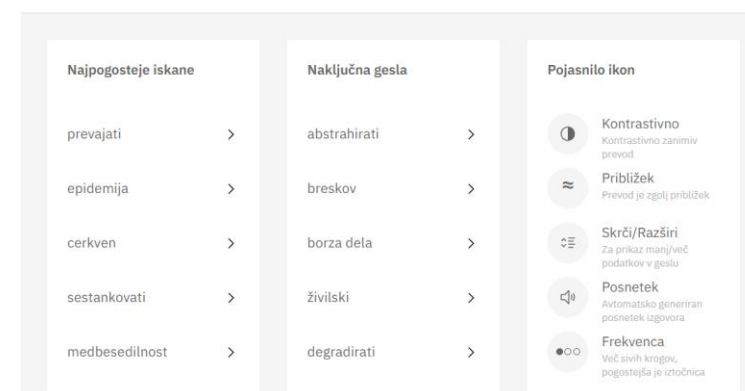 Najpogosteje iskane
prevajati
epidemija
cerkven
sestankovati
medbesedilnost
Naključna gesla
abstrahirati
breskov
borza dela
živilski
degradirati
Pojasnilo ikon
Kontrastivno
Kontrastivno zanimiv
prevod
Približek
Prevod je zgolj približek
Skrči/Razširi
Za prikaz manj/več
podatkov v geslu
Posnetek
Avtomatsko generiran
posnetek izgovora
Frekvenca
Več sivih krogov,
pogostejša je iztočnica